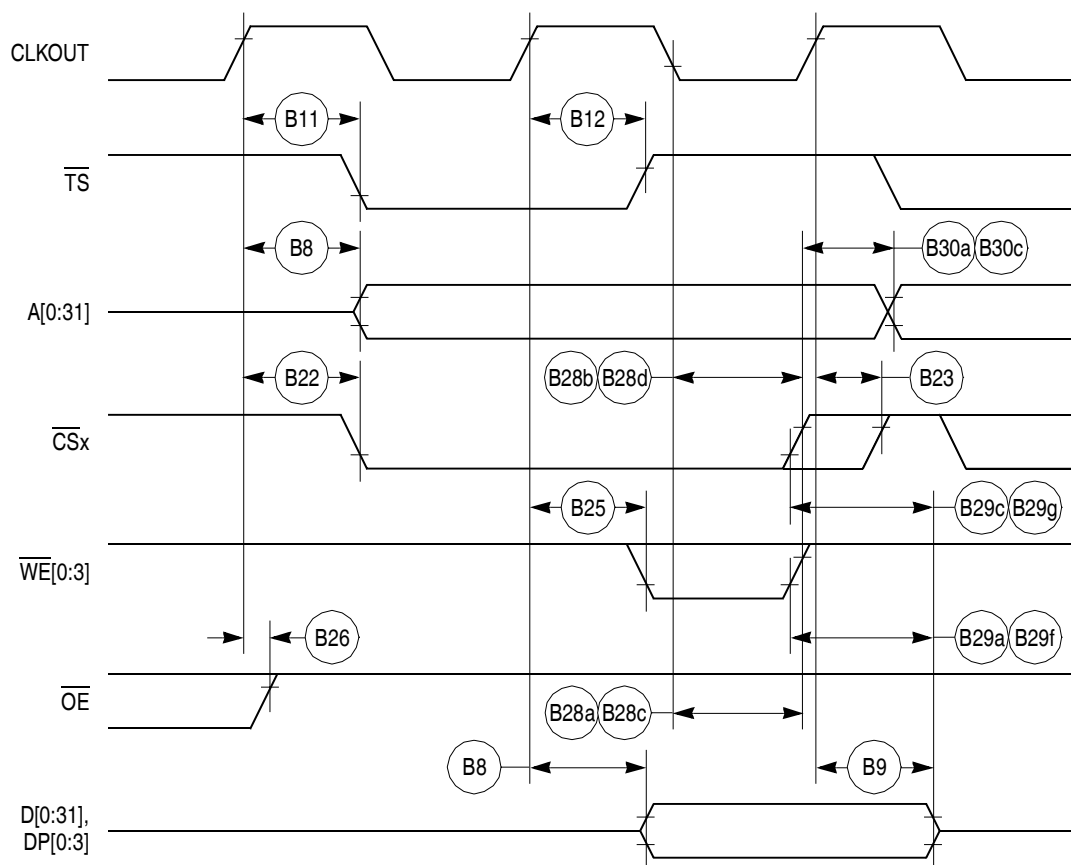 CLKOUT
B11
B12
TS
B8
B30a B30c
A[0:31]
B22
B28b B28d
B23
CSx
B25
B29c B29g
WE[0:3]
B26
B29a B29f
OE
B28a B28c
B8
B9
D[0:31],
DP[0:3]